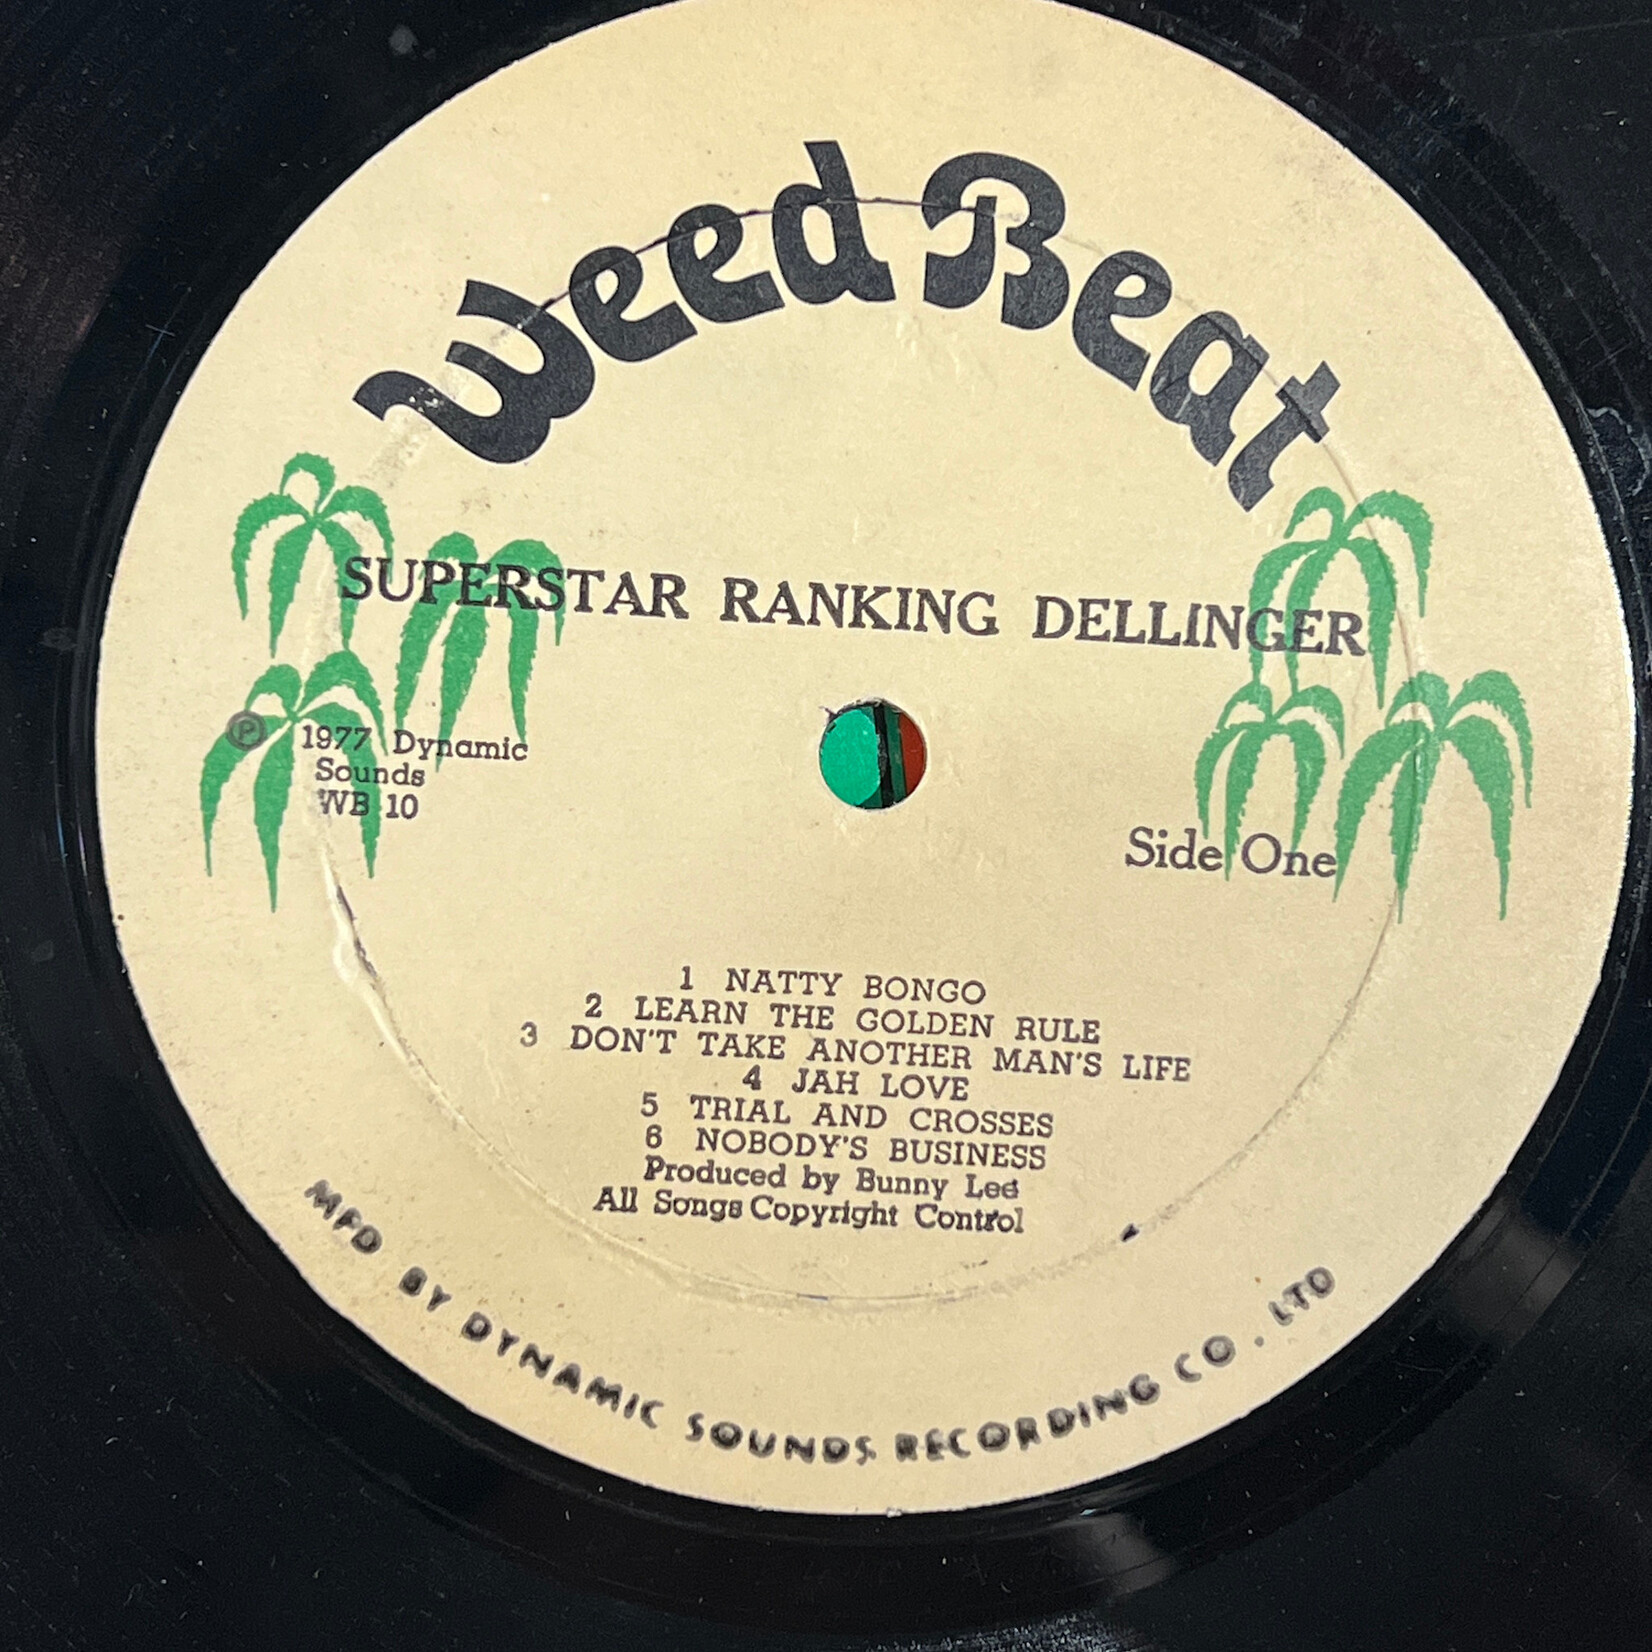 Weed Beat
SUPERSTAR RANKING DELLINGER
Ⓟ 1977 Dynamic
Sounds
WB 10
Side One
1 NATTY BONGO
2 LEARN THE GOLDEN RULE
3 DON'T TAKE ANOTHER MAN'S LIFE
4 JAH LOVE
5 TRIAL AND CROSSES
6 NOBODY'S BUSINESS
Produced by Bunny Lee
All Songs Copyright Control
MFD BY DYNAMIC SOUNDS RECORDING CO. LTD